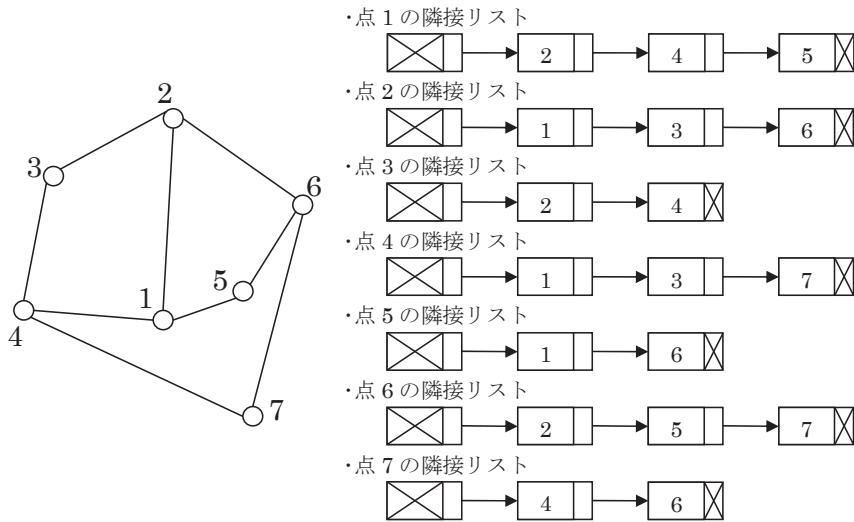 2
3
6
5
1
4
7
・点1の隣接リスト
2 4 5
・点2の隣接リスト
1 3 6
・点3の隣接リスト
2 4
・点4の隣接リスト
1 3 7
・点5の隣接リスト
1 6
・点6の隣接リスト
2 5 7
・点7の隣接リスト
4 6